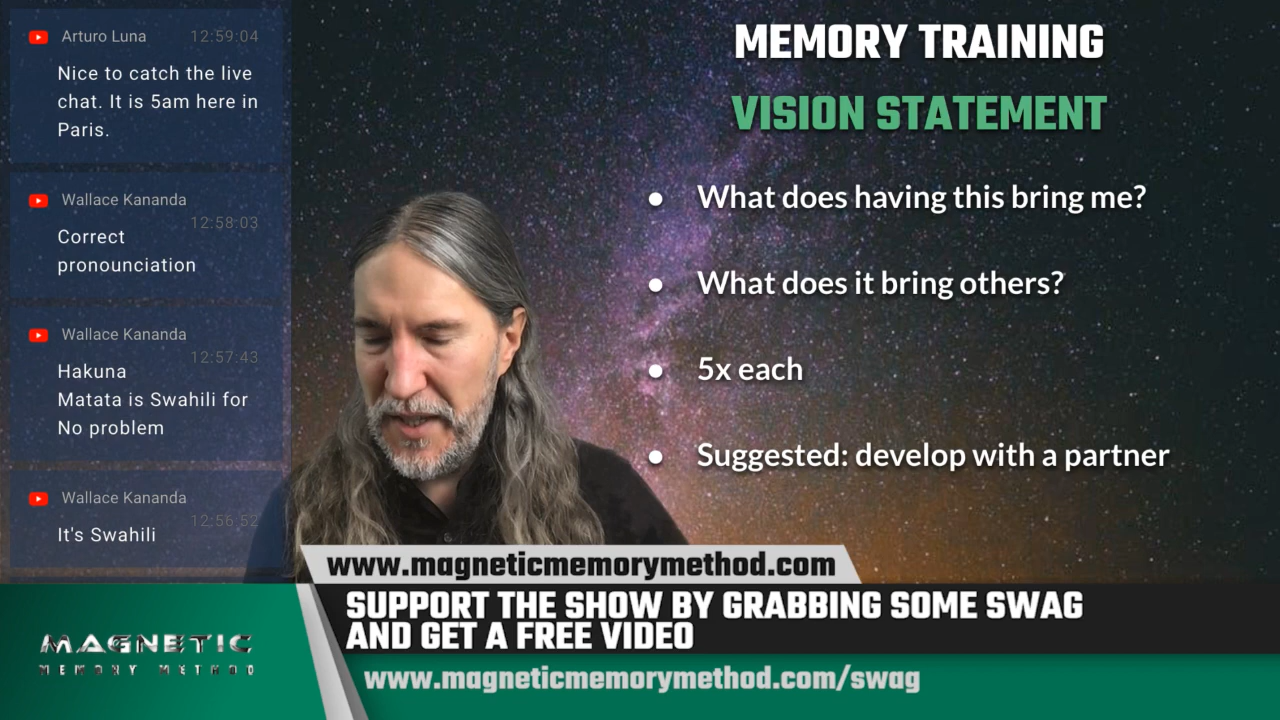 Arturo Luna 12:59:04
Nice to catch the live
chat. It is 5am here in
Paris.
Wallace Kananda
12:58:03
Correct
pronounciation
Wallace Kananda
12:57:43
Hakuna
Matata is Swahili for
No problem
Wallace Kananda
12:56:52
It's Swahili
MEMORY TRAINING
VISION STATEMENT
• What does having this bring me?
• What does it bring others?
• 5x each
• Suggested: develop with a partner
www.magneticmemorymethod.com
SUPPORT THE SHOW BY GRABBING SOME SWAG
AND GET A FREE VIDEO
www.magneticmemorymethod.com/swag
MAGNETIC
MEMORY METHOD